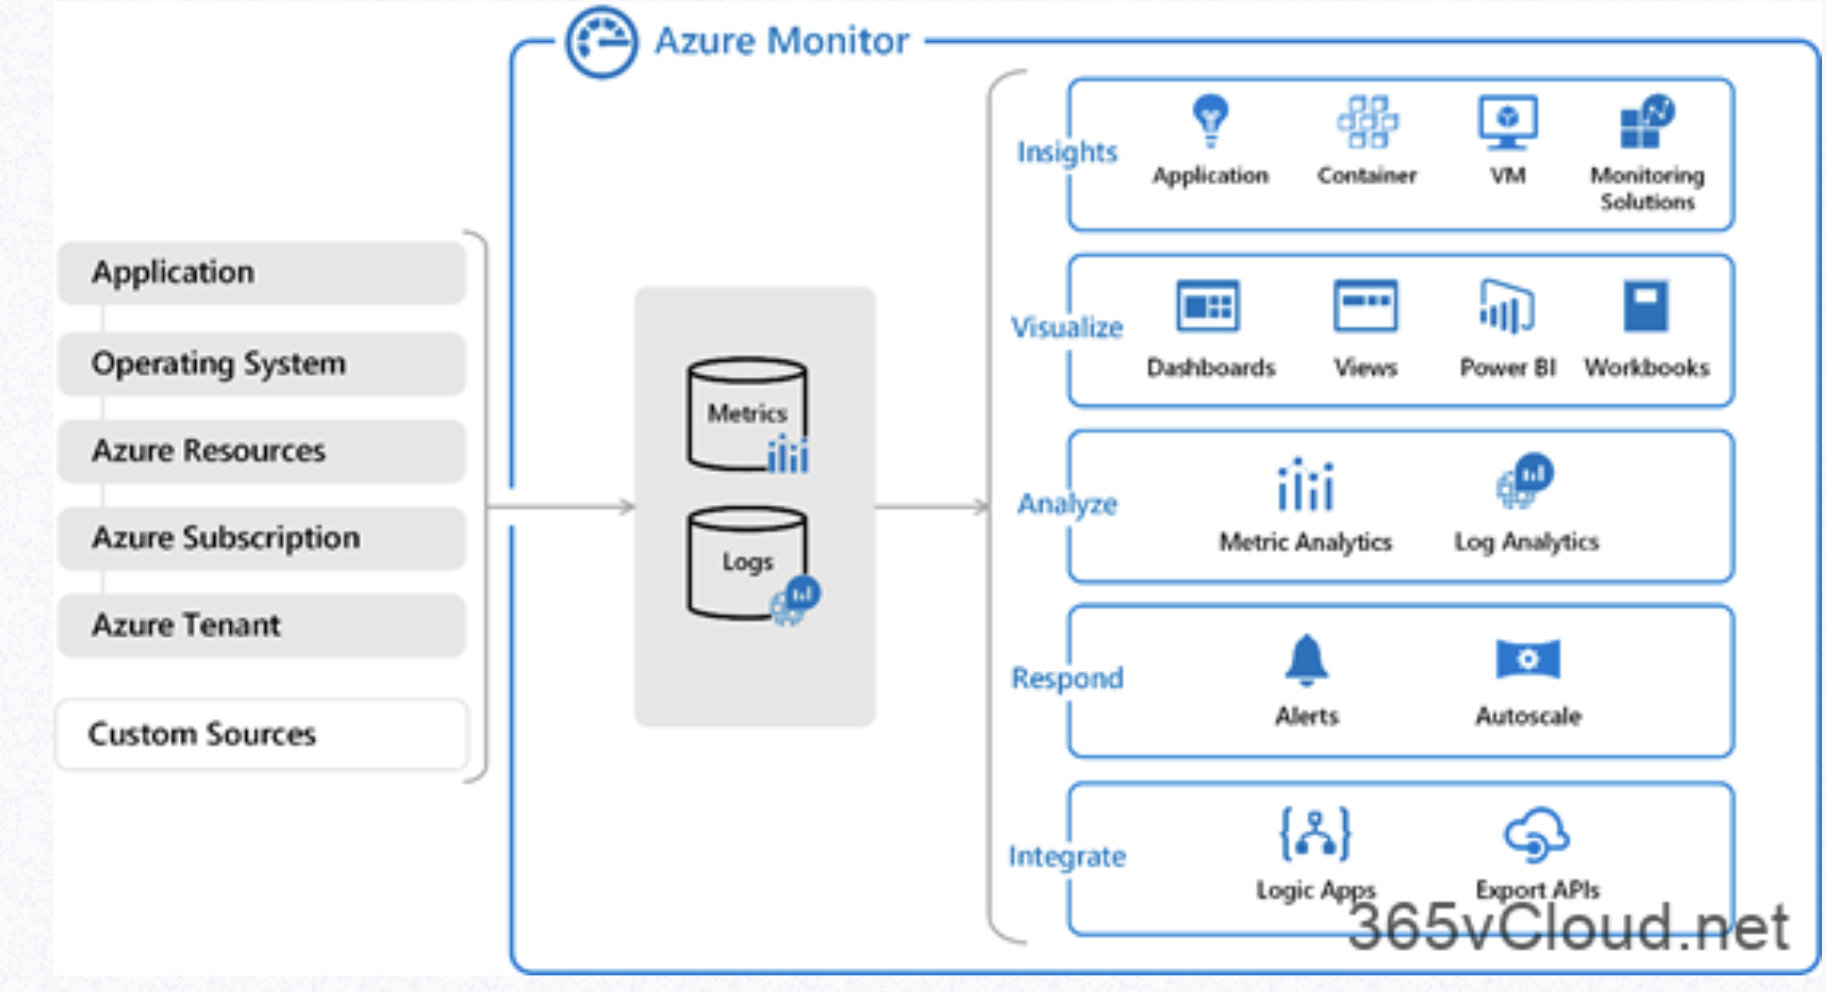 Azure Monitor
Application
Operating System
Azure Resources
Azure Subscription
Azure Tenant
Custom Sources
Metrics
Logs
Insights
Application
Container
VM
Monitoring
Solutions
Visualize
Dashboards
Views
Power BI
Workbooks
Analyze
Metric Analytics
Log Analytics
Respond
Alerts
Autoscale
Integrate
Logic Apps
Export APIs
365vCloud.net